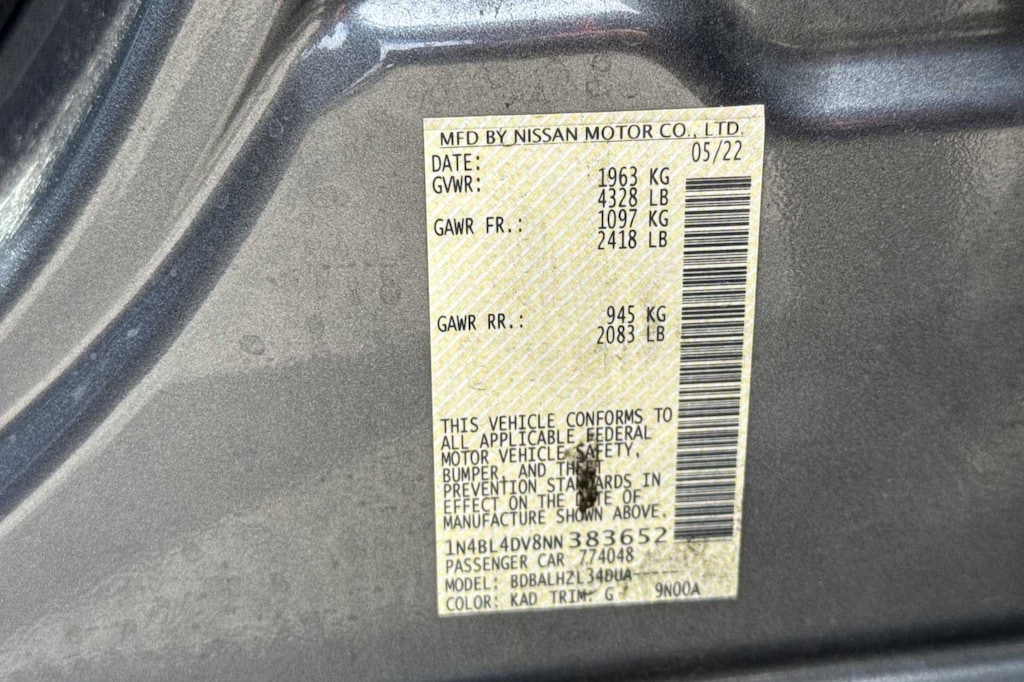 MFD BY NISSAN MOTOR CO., LTD.
DATE: 05/22
GVWR: 1963 KG
4328 LB
GAWR FR.: 1097 KG
2418 LB
GAWR RR.: 945 KG
2083 LB
THIS VEHICLE CONFORMS TO
ALL APPLICABLE FEDERAL
MOTOR VEHICLE SAFETY,
BUMPER, AND THEFT
PREVENTION STANDARDS IN
EFFECT ON THE DATE OF
MANUFACTURE SHOWN ABOVE.
1N4BL4DV8NN383652
PASSENGER CAR 774048
MODEL: BDBALHZL34DUA-----
COLOR: KAD TRIM: G 9N00A